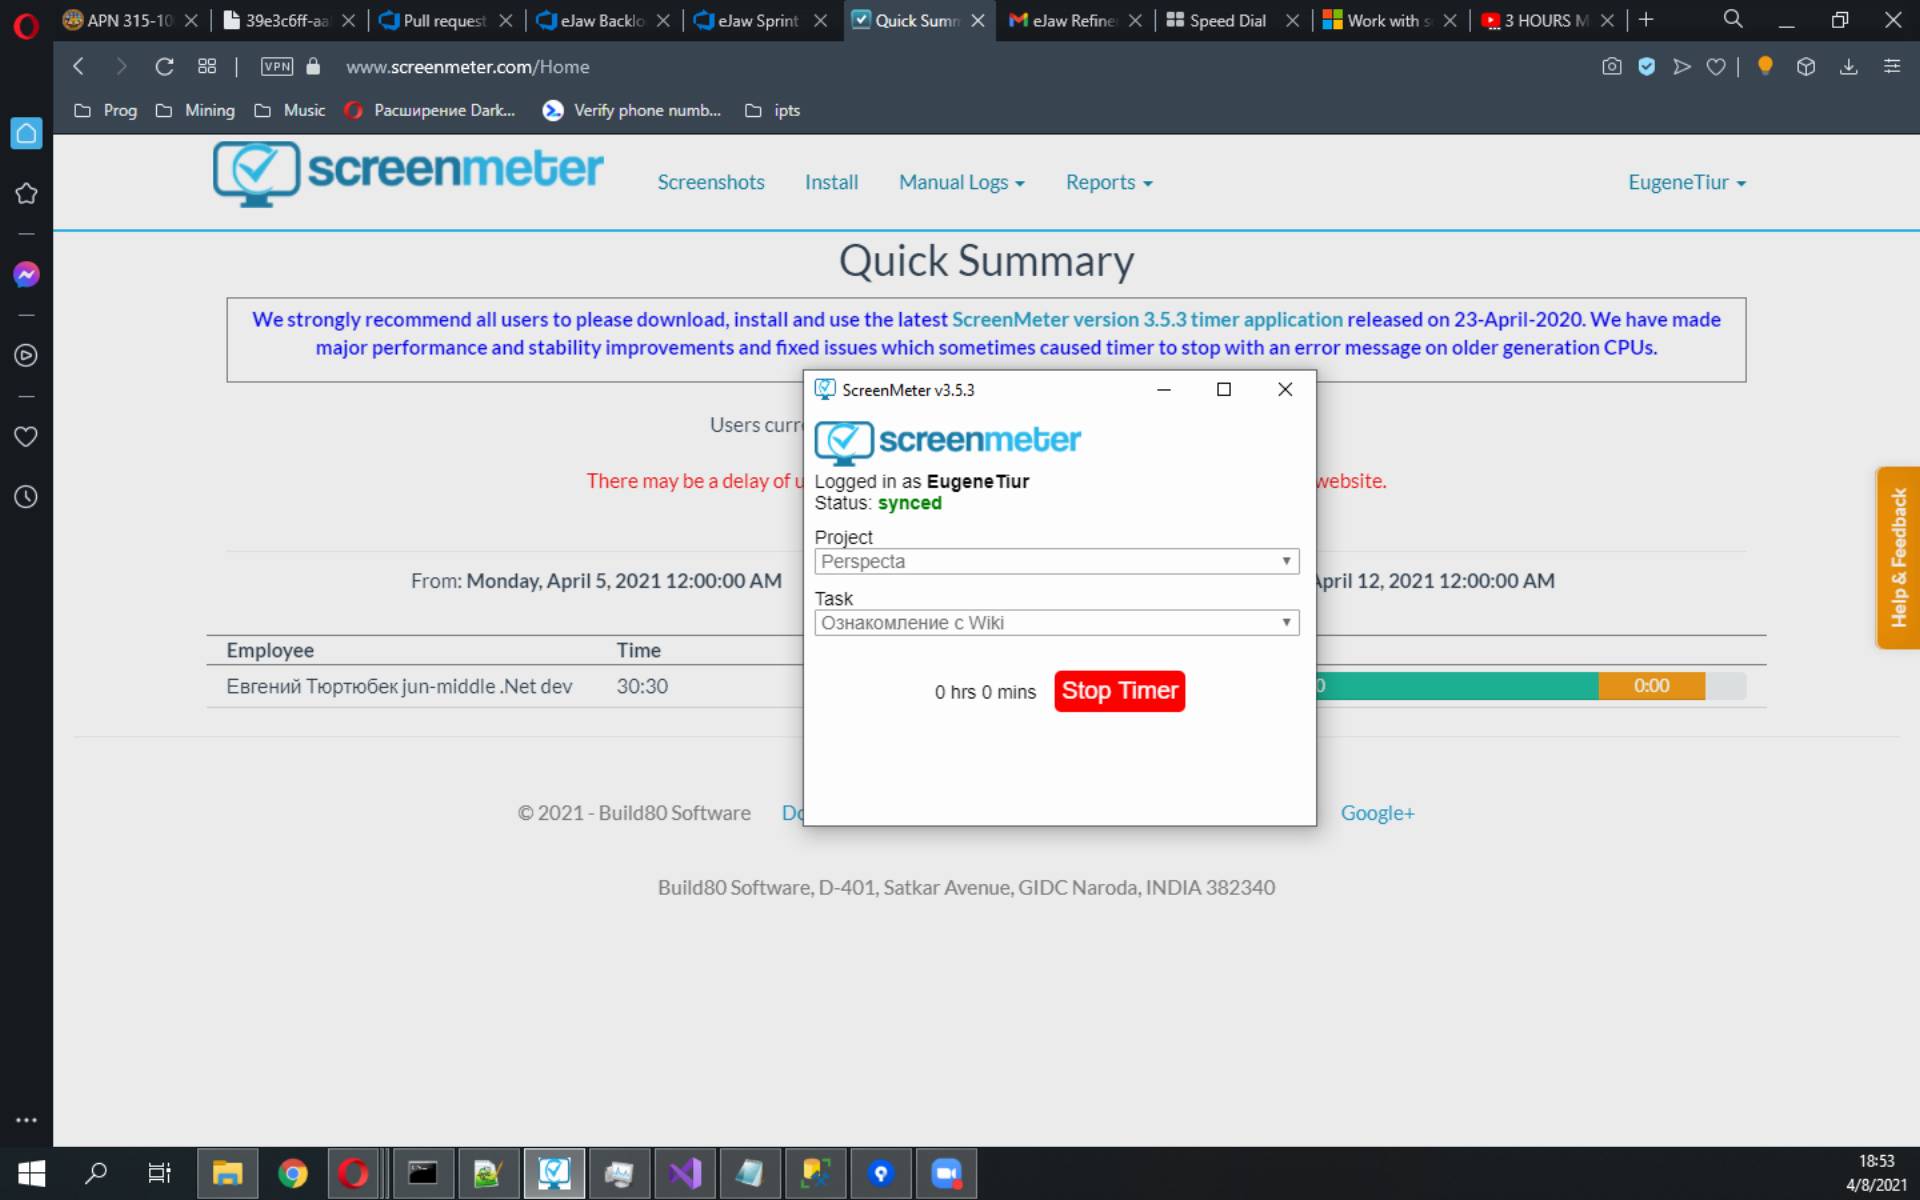 APN 315-10
39e3c6ff-aa
Pull request
eJaw Backlo
eJaw Sprint
Quick Summ
eJaw Refine
Speed Dial
Work with s
3 HOURS M
VPN
www.screenmeter.com/Home
Prog
Mining
Music
Расширение Dark...
Verify phone numb...
ipts
screenmeter
Screenshots
Install
Manual Logs
Reports
EugeneTiur
Quick Summary
We strongly recommend all users to please download, install and use the latest ScreenMeter version 3.5.3 timer application released on 23-April-2020. We have made
major performance and stability improvements and fixed issues which sometimes caused timer to stop with an error message on older generation CPUs.
Users curr
There may be a delay of u
website.
From: Monday, April 5, 2021 12:00:00 AM
April 12, 2021 12:00:00 AM
Employee
Time
Евгений Тюртюбек jun-middle .Net dev
30:30
0
0:00
ScreenMeter v3.5.3
screenmeter
Logged in as EugeneTiur
Status: synced
Project
Perspecta
Task
Ознакомление с Wiki
0 hrs 0 mins
Stop Timer
Help & Feedback
© 2021 - Build80 Software
Do
Google+
Build80 Software, D-401, Satkar Avenue, GIDC Naroda, INDIA 382340
18:53
4/8/2021